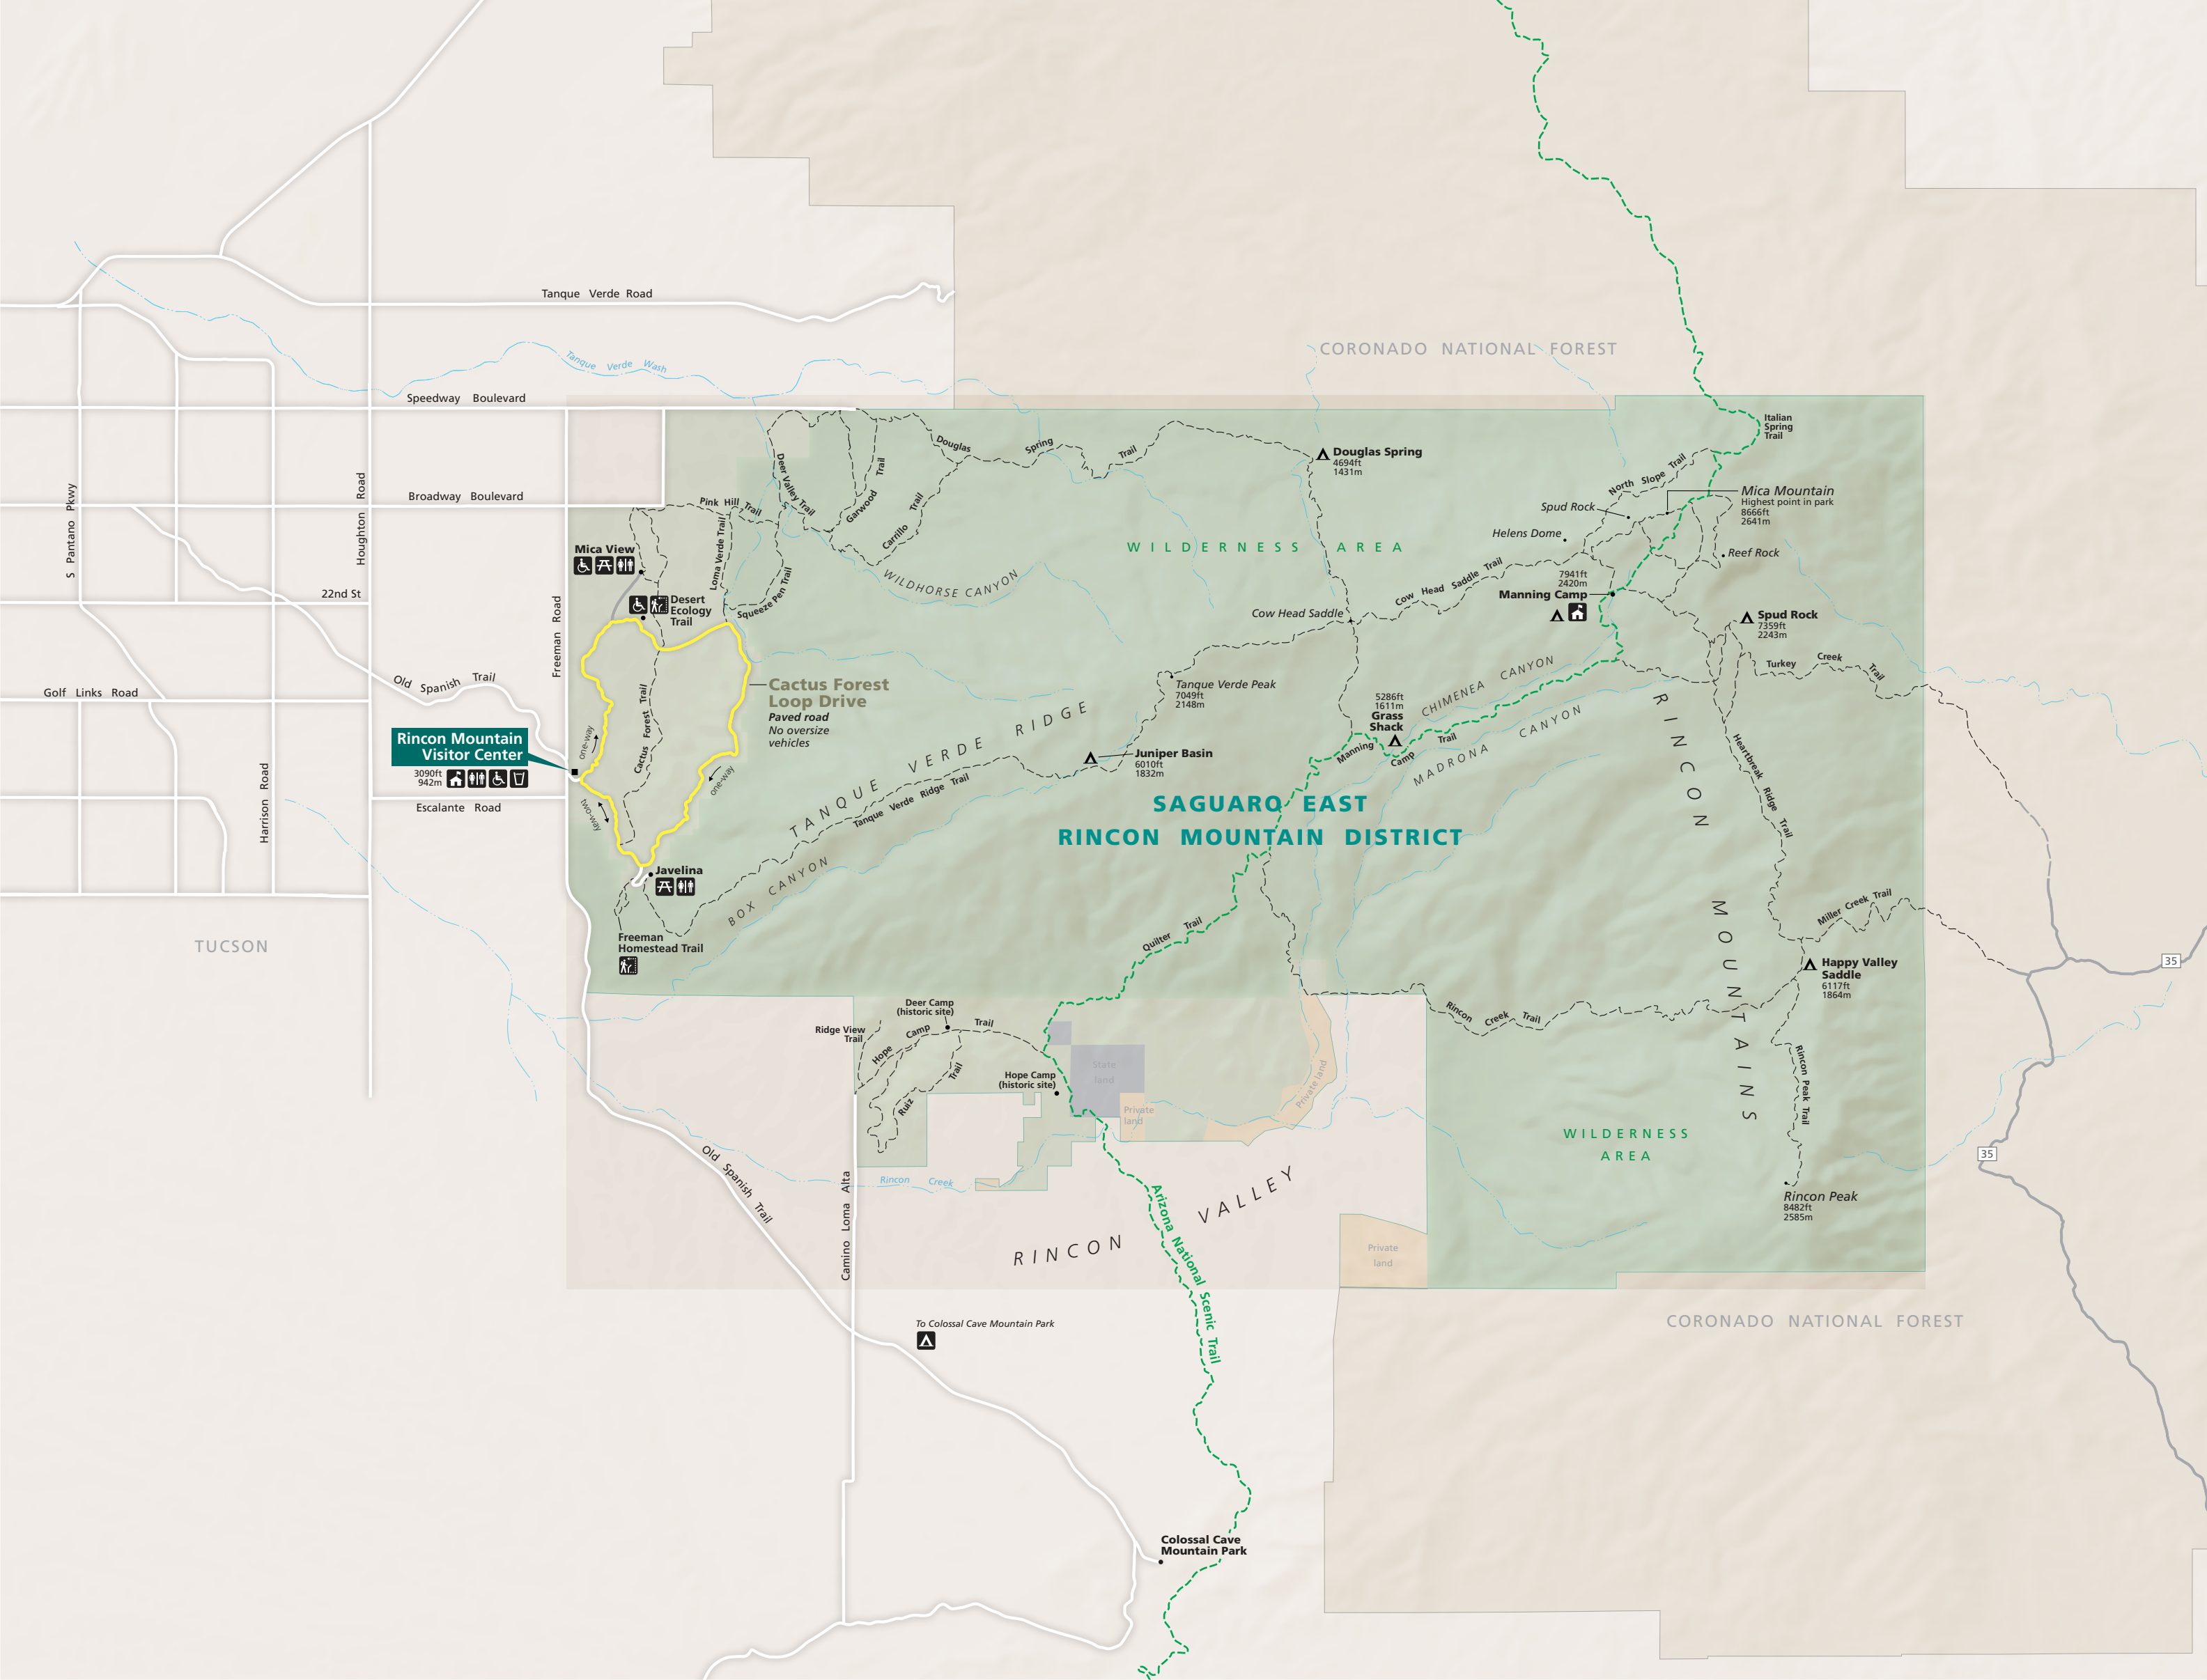 Tanque Verde Road
CORONADO NATIONAL FOREST
Tanque Verde Wash
Speedway Boulevard
Italian
Spring
Trail
Douglas Spring Trail
Douglas Spring
4694ft
1431m
Deer Valley Trail
Garwood Trail
Carrillo Trail
North Slope Trail
Mica Mountain
Highest point in park
8666ft
2641m
Spud Rock
Helens Dome
Reef Rock
S Pantano Pkwy
Houghton Road
Broadway Boulevard
Pink Hill Trail
Loma Verde Trail
Squeeze Pen Trail
WILDERNESS AREA
WILDHORSE CANYON
Mica View
Desert
Ecology
Trail
22nd St
Freeman Road
Cow Head Saddle Trail
Cow Head Saddle
7941ft
2420m
Manning Camp
Spud Rock
7359ft
2243m
Turkey Creek Trail
Old Spanish Trail
Golf Links Road
Cactus Forest Trail
Cactus Forest
Loop Drive
Paved road
No oversize
vehicles
Tanque Verde Peak
7049ft
2148m
5286ft
1611m
Grass
Shack
CHIMENEA CANYON
MADRONA CANYON
Manning Camp Trail
Rincon Mountain
Visitor Center
3090ft
942m
one-way
two-way
one-way
Juniper Basin
6010ft
1832m
TANQUE VERDE RIDGE
Tanque Verde Ridge Trail
BOX CANYON
Escalante Road
Harrison Road
SAGUARO EAST
RINCON MOUNTAIN DISTRICT
RINCON MOUNTAINS
Heartbreak Ridge Trail
Javelina
Freeman
Homestead Trail
Quilter Trail
TUCSON
Miller Creek Trail
35
Happy Valley
Saddle
6117ft
1864m
Deer Camp
(historic site)
Ridge View
Trail
Hope Camp Trail
Ruiz Trail
Hope Camp
(historic site)
State
land
Private
land
Private land
Rincon Creek Trail
Rincon Peak Trail
WILDERNESS
AREA
35
Rincon Peak
8482ft
2585m
Old Spanish Trail
Camino Loma Alta
Rincon Creek
RINCON VALLEY
Arizona National Scenic Trail
Private
land
To Colossal Cave Mountain Park
CORONADO NATIONAL FOREST
Colossal Cave
Mountain Park